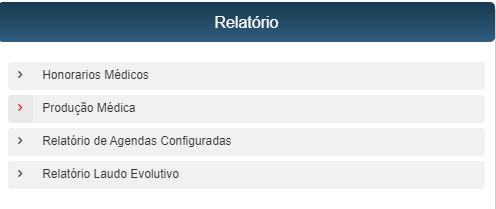 Relatório
Honorarios Médicos
Produção Médica
Relatório de Agendas Configuradas
Relatório Laudo Evolutivo